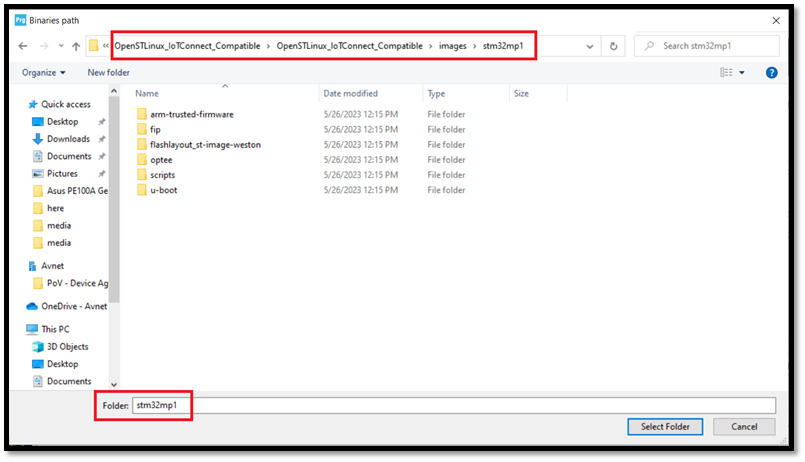 Prg Binaries path
« OpenSTLinux_IoTConnect_Compatible > OpenSTLinux_IoTConnect_Compatible > images > stm32mp1 Search stm32mp1
Organize New folder
Name Date modified Type Size
Quick access
Desktop
Downloads
Documents
Pictures
Asus PE100A Ge
here
media
media
Avnet
PoV - Device Ag
OneDrive - Avnet
This PC
3D Objects
Desktop
Documents
arm-trusted-firmware 5/26/2023 12:15 PM File folder
fip 5/26/2023 12:15 PM File folder
flashlayout_st-image-weston 5/26/2023 12:15 PM File folder
optee 5/26/2023 12:15 PM File folder
scripts 5/26/2023 12:15 PM File folder
u-boot 5/26/2023 12:15 PM File folder
Folder: stm32mp1
Select Folder Cancel